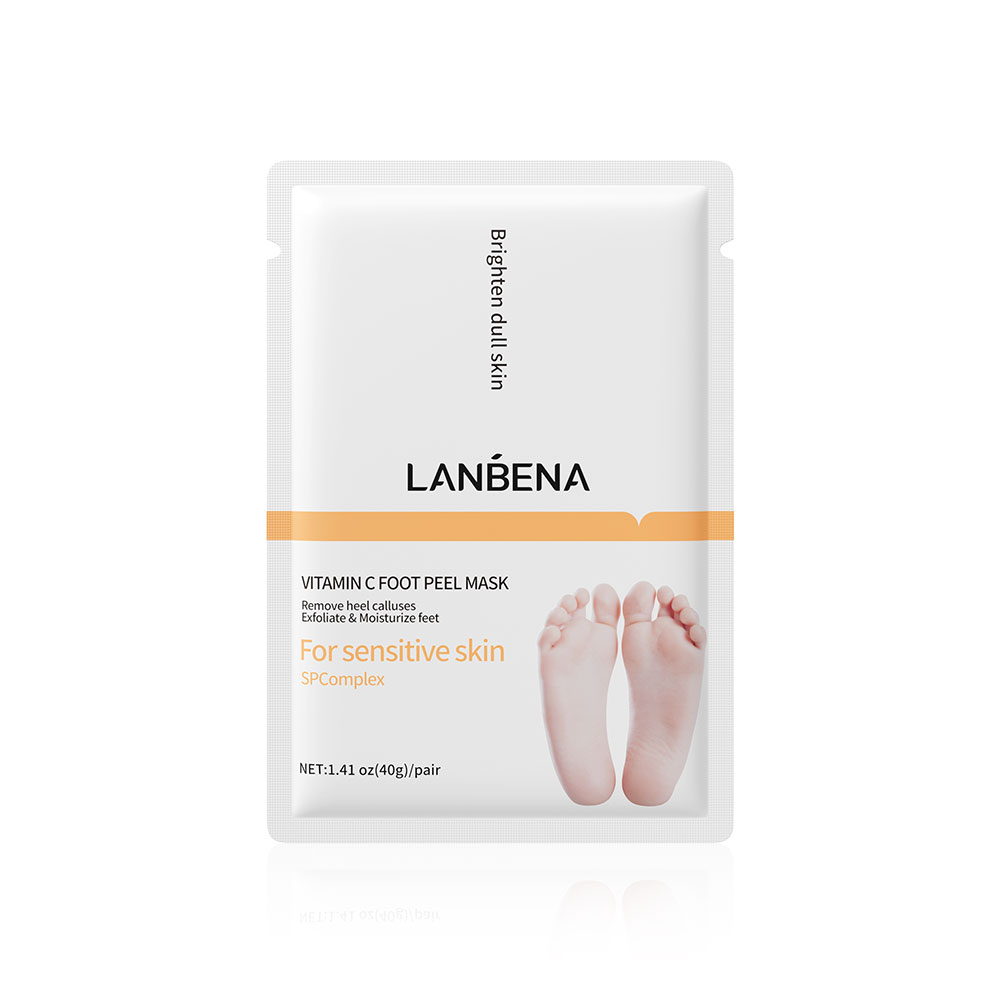 Brighten dull skin
LANBENA
VITAMIN C FOOT PEEL MASK
Remove heel calluses
Exfoliate & Moisturize feet
For sensitive skin
SPComplex
NET:1.41 oz(40g)/pair